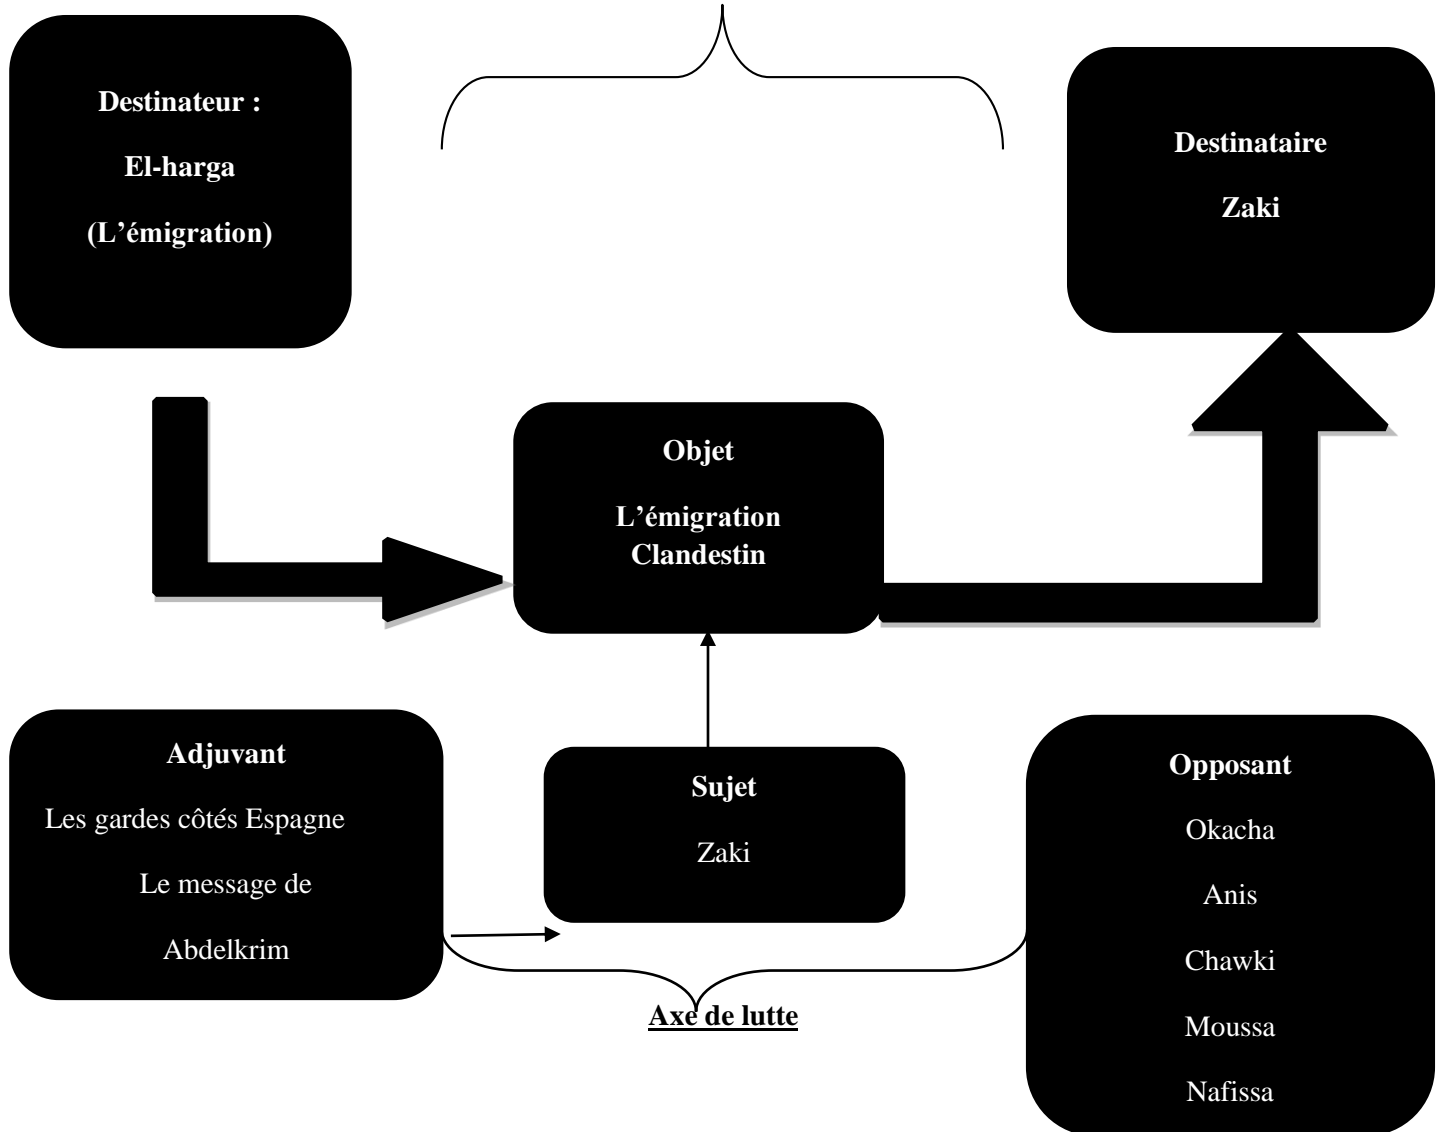 Destinateur :
El-harga
(L’émigration)
Destinataire
Zaki
Objet
L’émigration
Clandestin
Adjuvant
Les gardes côtés Espagne
Le message de
Abdelkrim
Sujet
Zaki
Opposant
Okacha
Anis
Chawki
Moussa
Nafissa
Axe de lutte